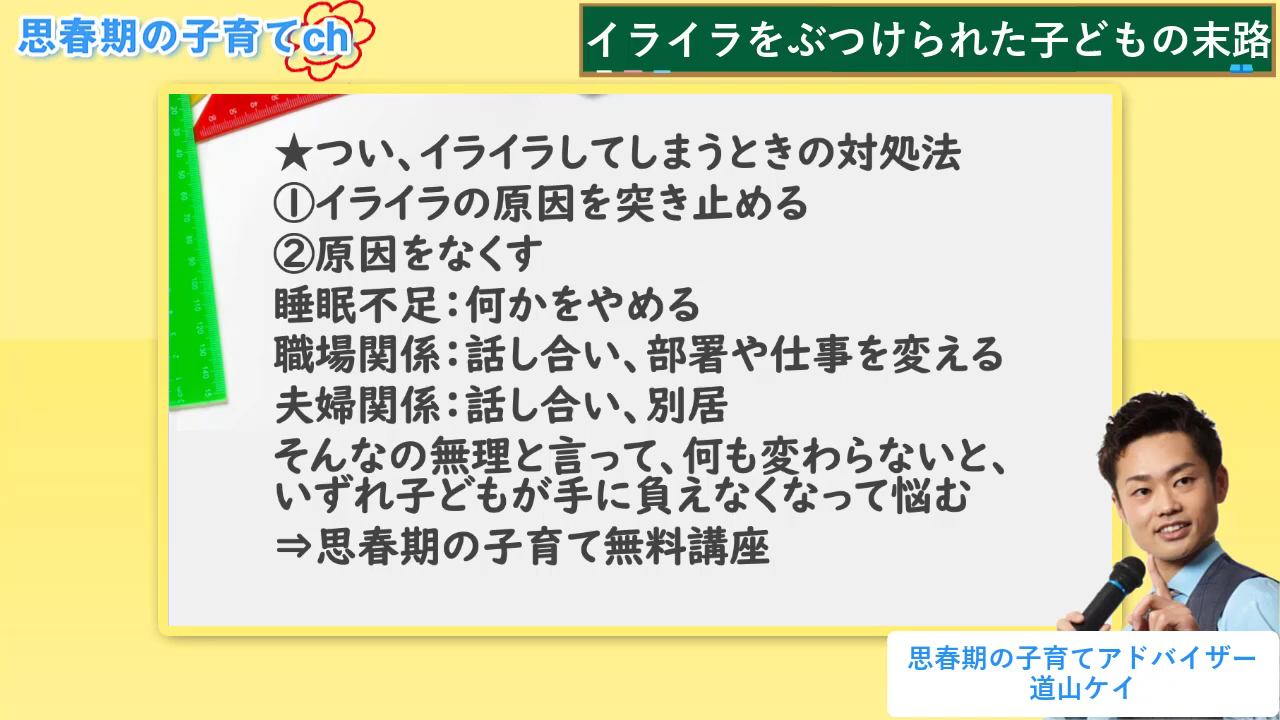 思春期の子育てch
イライラをぶつけられた子どもの末路
★つい、イライラしてしまうときの対処法
①イライラの原因を突き止める
②原因をなくす
睡眠不足：何かをやめる
職場関係：話し合い、部署や仕事を変える
夫婦関係：話し合い、別居
そんなの無理と言って、何も変わらないと、
いずれ子どもが手に負えなくなって悩む
⇒思春期の子育て無料講座
思春期の子育てアドバイザー
道山ケイ